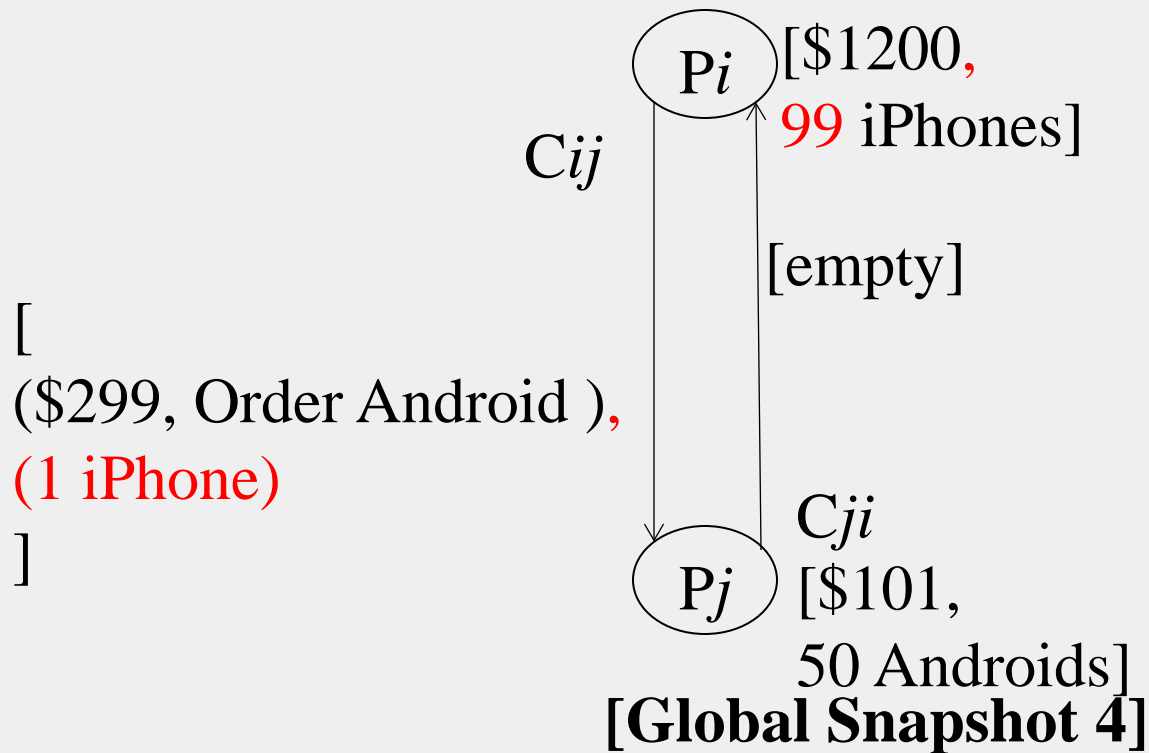 Pi
[$1200,
99 iPhones]
Cij
[empty]
[
($299, Order Android ),
(1 iPhone)
]
Cji
Pj
[$101,
50 Androids]
[Global Snapshot 4]